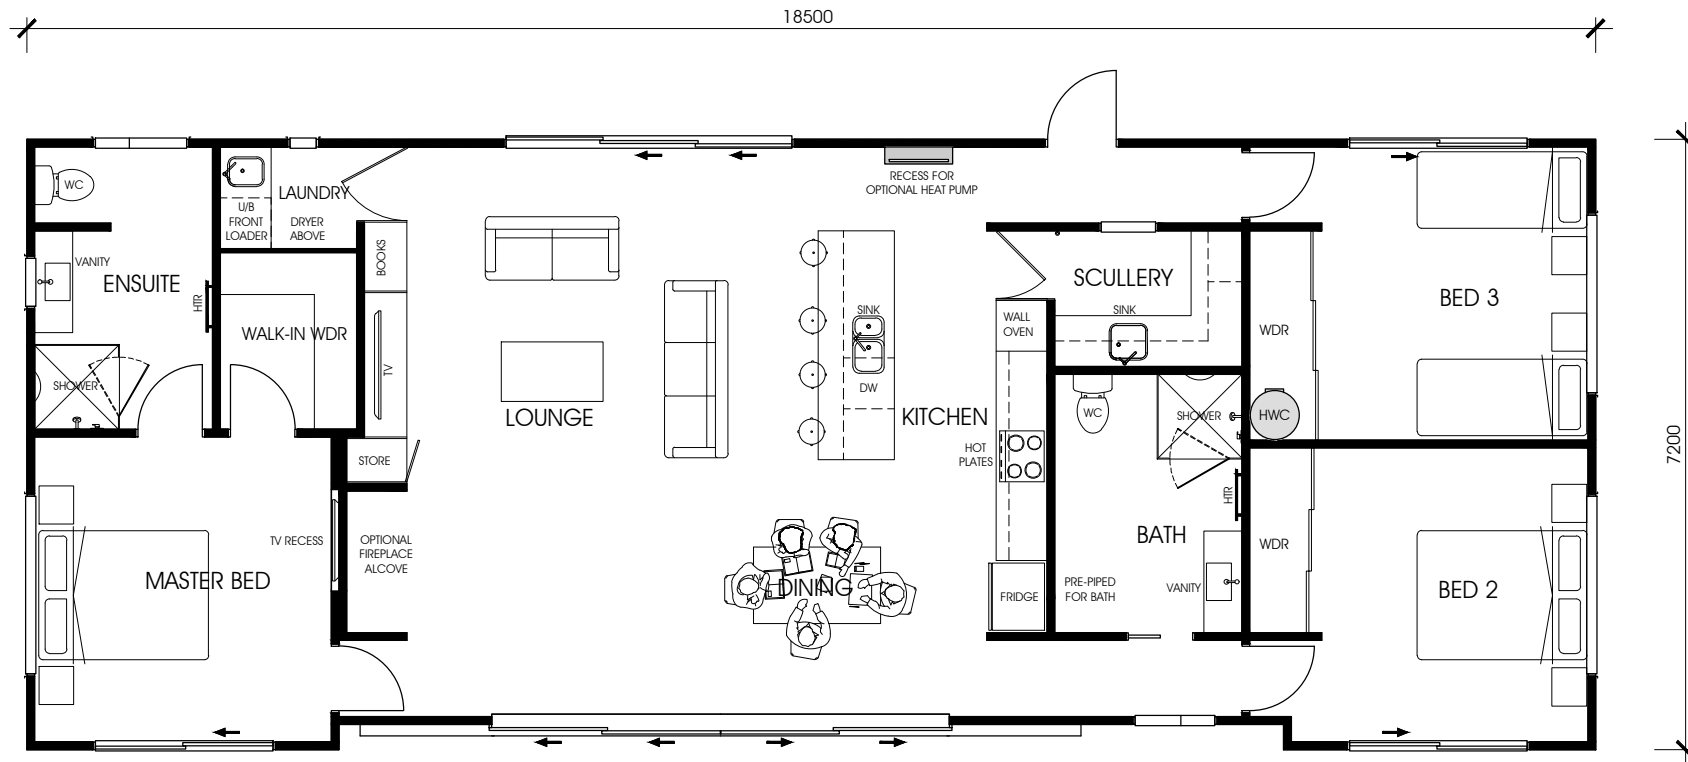 18500
WC
LAUNDRY
U/B
FRONT
LOADER
DRYER
ABOVE
RECESS FOR
OPTIONAL HEAT PUMP
BOOKS
VANITY
ENSUITE
HTR
SCULLERY
BED 3
SINK
SINK
WALL
OVEN
WALK-IN WDR
WDR
TV
SHOWER
DW
LOUNGE
KITCHEN
WC
SHOWER
HWC
HOT
PLATES
STORE
7200
HTR
TV RECESS
OPTIONAL
FIREPLACE
ALCOVE
BATH
WDR
MASTER BED
DINING
FRIDGE
PRE-PIPED
FOR BATH
VANITY
BED 2